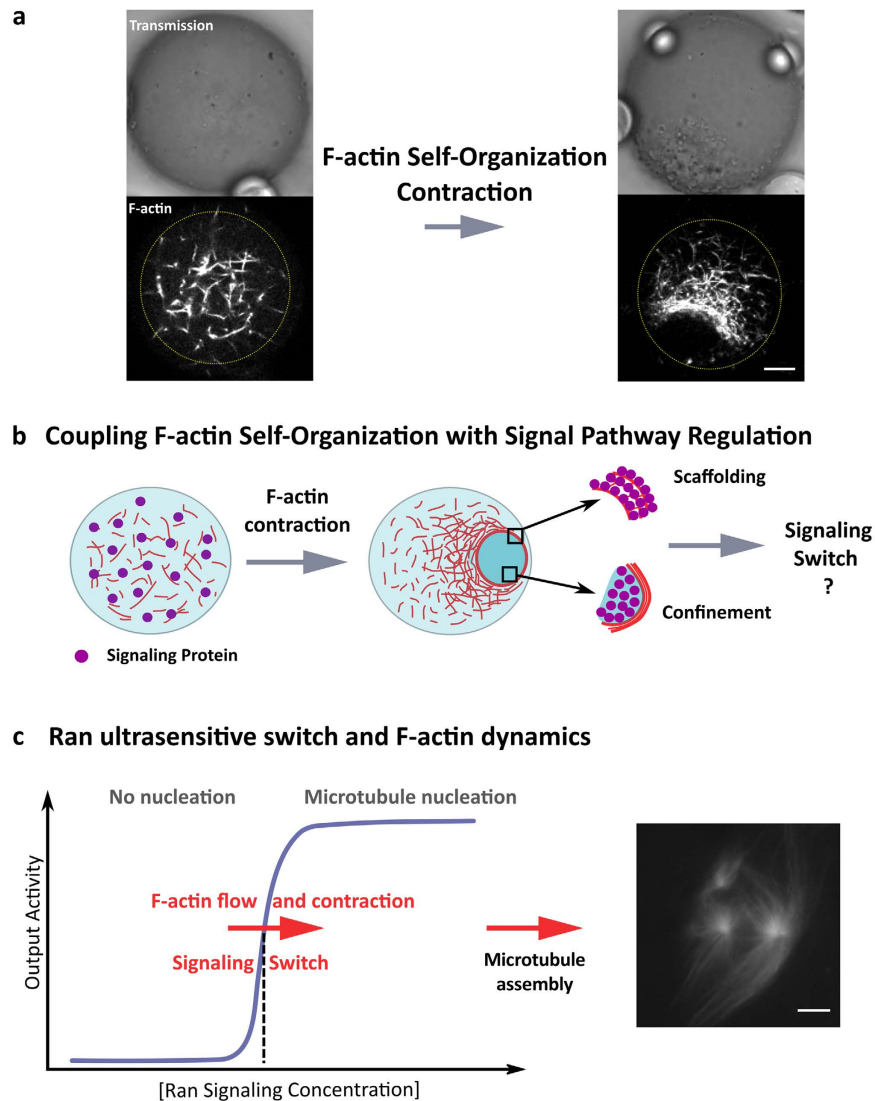 a
Transmission
F-actin
F-actin Self-Organization
Contraction
b Coupling F-actin Self-Organization with Signal Pathway Regulation
F-actin
contraction
Signaling Protein
Scaffolding
Confinement
Signaling
Switch
?
c Ran ultrasensitive switch and F-actin dynamics
No nucleation
Microtubule nucleation
F-actin flow and contraction
Signaling Switch
Output Activity
[Ran Signaling Concentration]
Microtubule
assembly